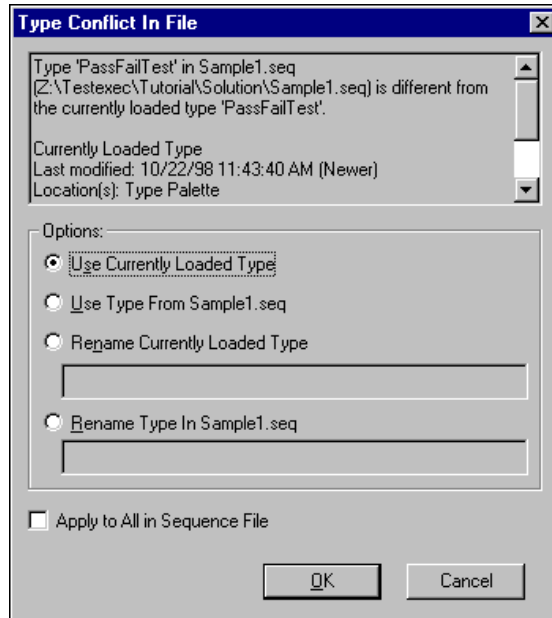 Type Conflict In File
Type 'PassFailTest' in Sample1.seq
(Z:\Testexec\Tutorial\Solution\Sample1.seq) is different from
the currently loaded type 'PassFailTest'.
Currently Loaded Type
Last modified: 10/22/98 11:43:40 AM (Newer)
Location(s): Type Palette
Options:
Use Currently Loaded Type
Use Type From Sample1.seq
Rename Currently Loaded Type
Rename Type In Sample1.seq
Apply to All in Sequence File
OK
Cancel